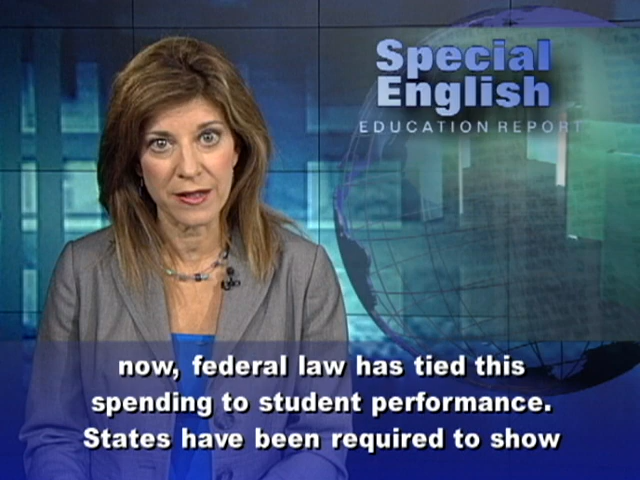 Special
English
EDUCATION REPORT
now, federal law has tied this
spending to student performance.
States have been required to show